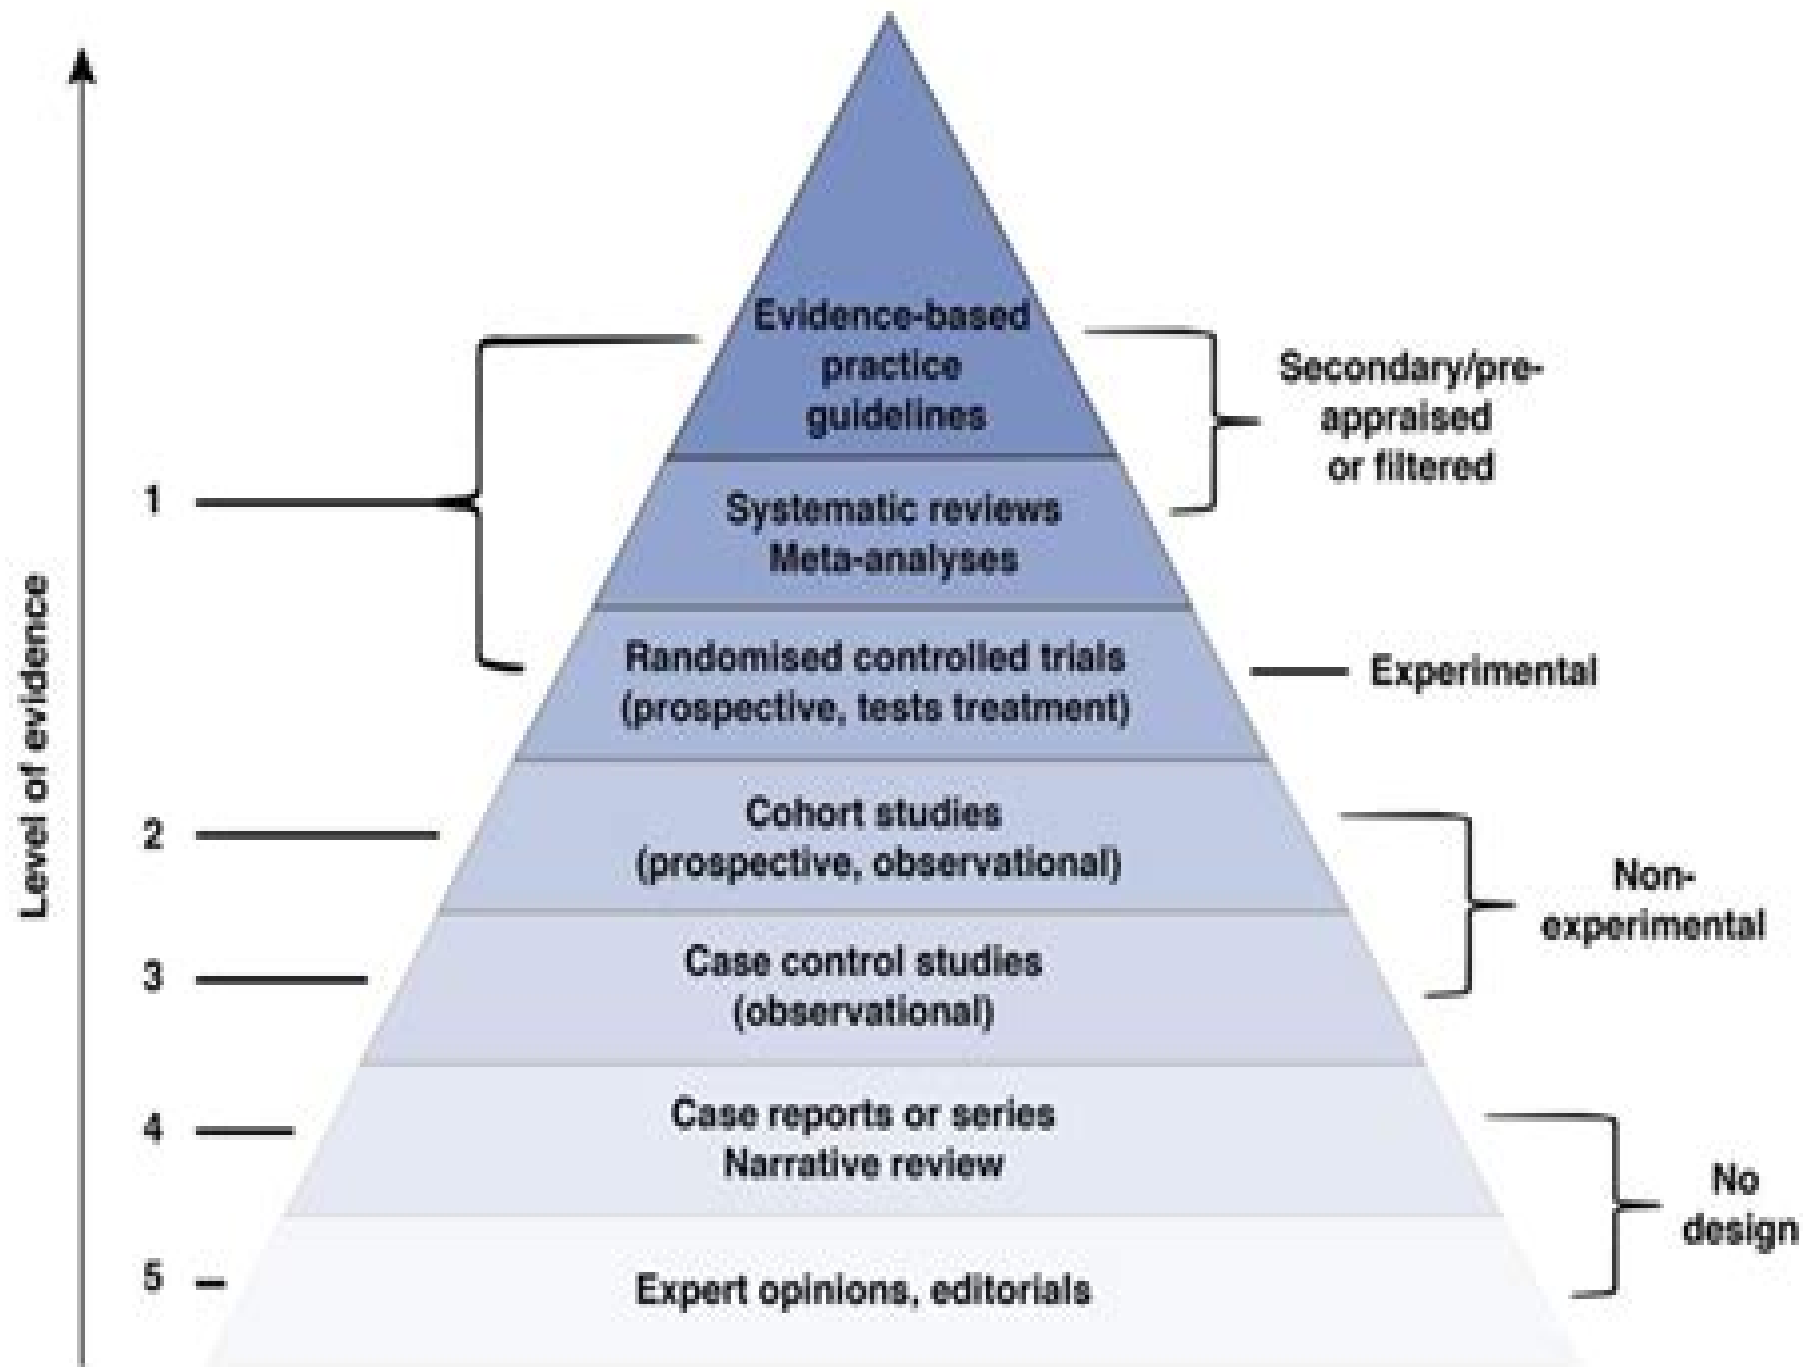 Evidence-based
practice
guidelines
Secondary/pre-
appraised
or filtered
1
Systematic reviews
Meta-analyses
Level of evidence
Randomised controlled trials
(prospective, tests treatment)
Experimental
2
Cohort studies
(prospective, observational)
Non-
experimental
3
Case control studies
(observational)
4
Case reports or series
Narrative review
No
design
5
Expert opinions, editorials